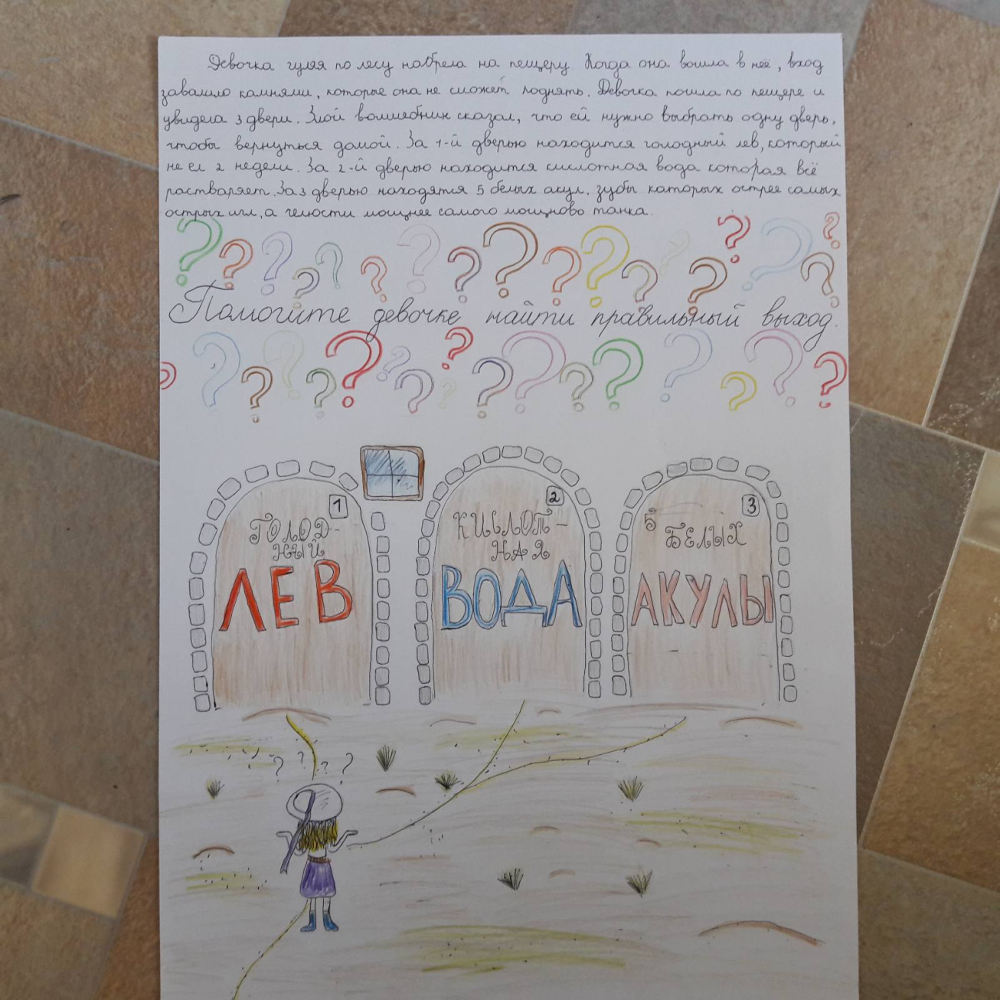 Девочка гуляя по лесу набрела на пещеру. Когда она вошла в неё, вход
завалило камнями, которые она не сможет поднять. Девочка пошла по пещере и
увидела 3 двери. Злой волшебник сказал, что ей нужно выбрать одну дверь,
чтобы вернуться домой. За 1-й дверью находится голодный лев, который
не ел 2 недели. За 2-й дверью находится кислотная вода которая всё
растваряет. За 3 дверью находятся 5 белых акул, зубы каторых острее самых
острых игл, а челюсти мощнее самого мощново танка.
Помогите девочке найти правильный выход.
1
ГОЛОД-
НЫЙ
ЛЕВ
2
КИСЛОТ-
НАЯ
ВОДА
3
5 БЕЛЫХ
АКУЛЫ